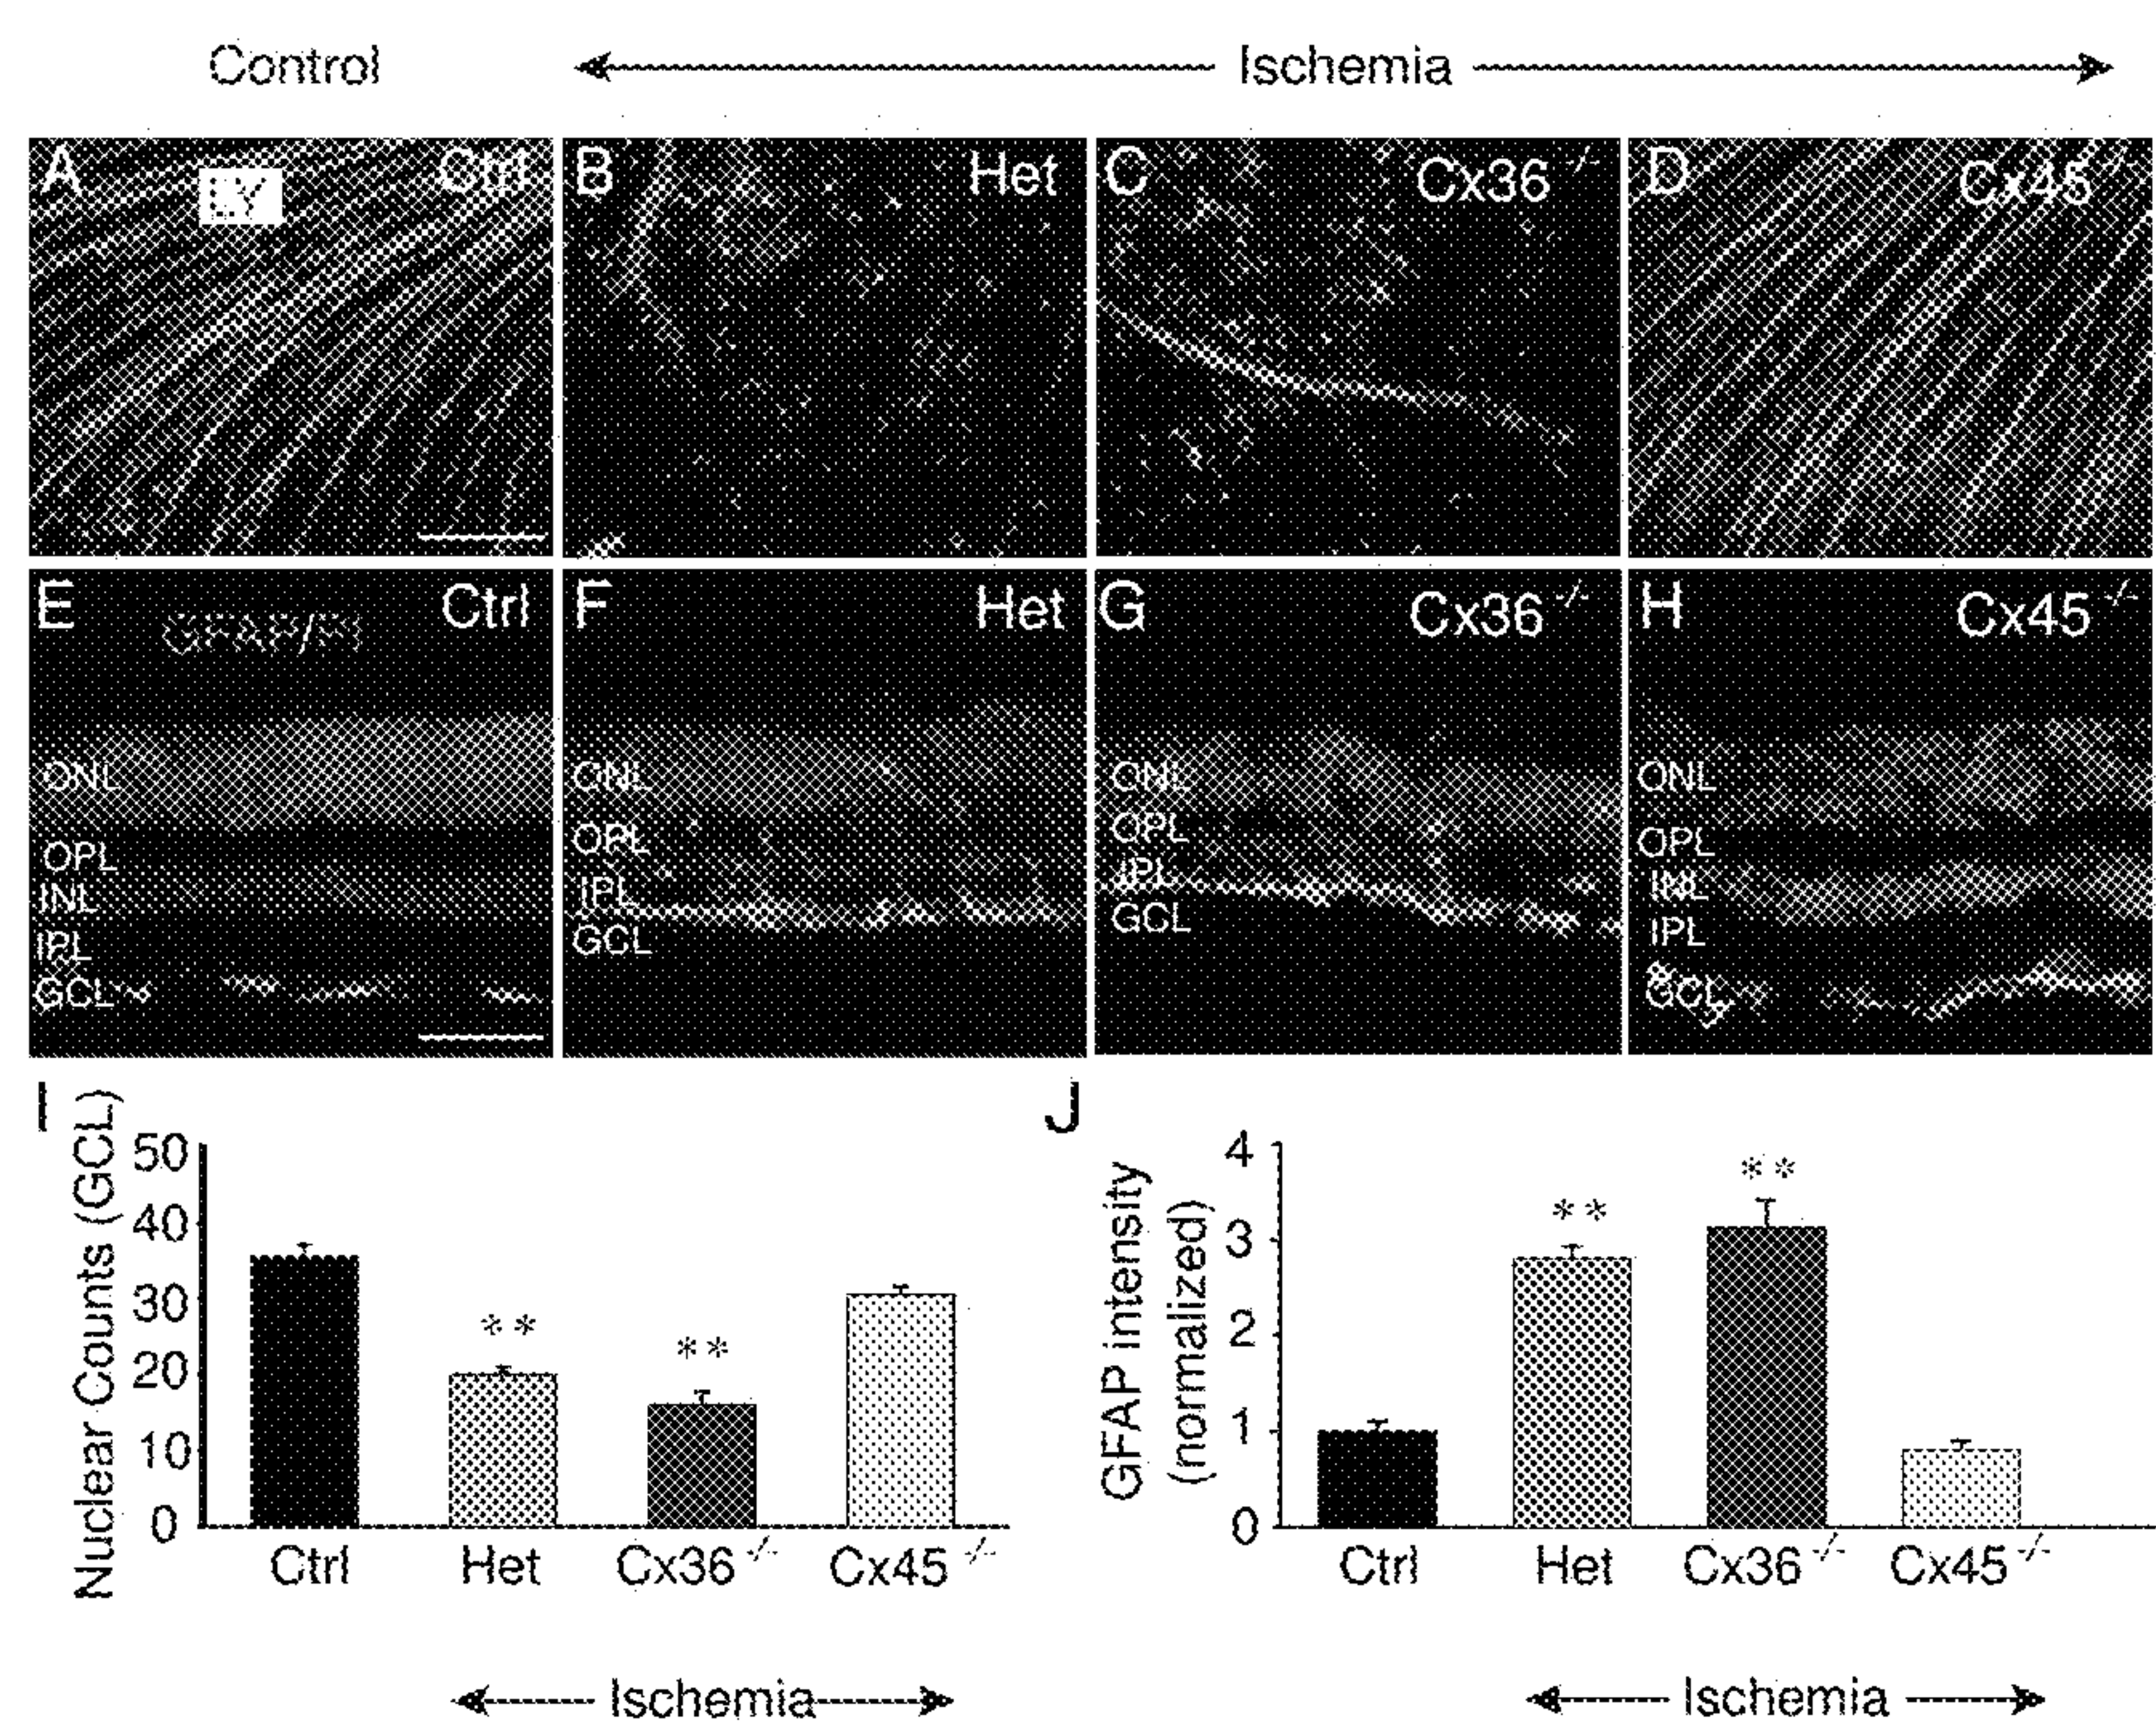 Control Ischemia
A Ctrl B Het C Cx36 -/- D Cx45
LY
E Ctrl F Het G Cx36 -/- H Cx45 -/-
GFAP/PI
ONL ONL ONL ONL
OPL OPL OPL OPL
INL IPL IPL INL
IPL GCL GCL IPL
GCL GCL
I J
Nuclear Counts (GCL)
50
40
30
20
10
0
Ctrl Het Cx36 -/- Cx45 -/-
Ischemia
GFAP intensity
(normalized)
4
3
2
1
0
** **
** **
Ctrl Het Cx36 -/- Cx45 -/-
Ischemia